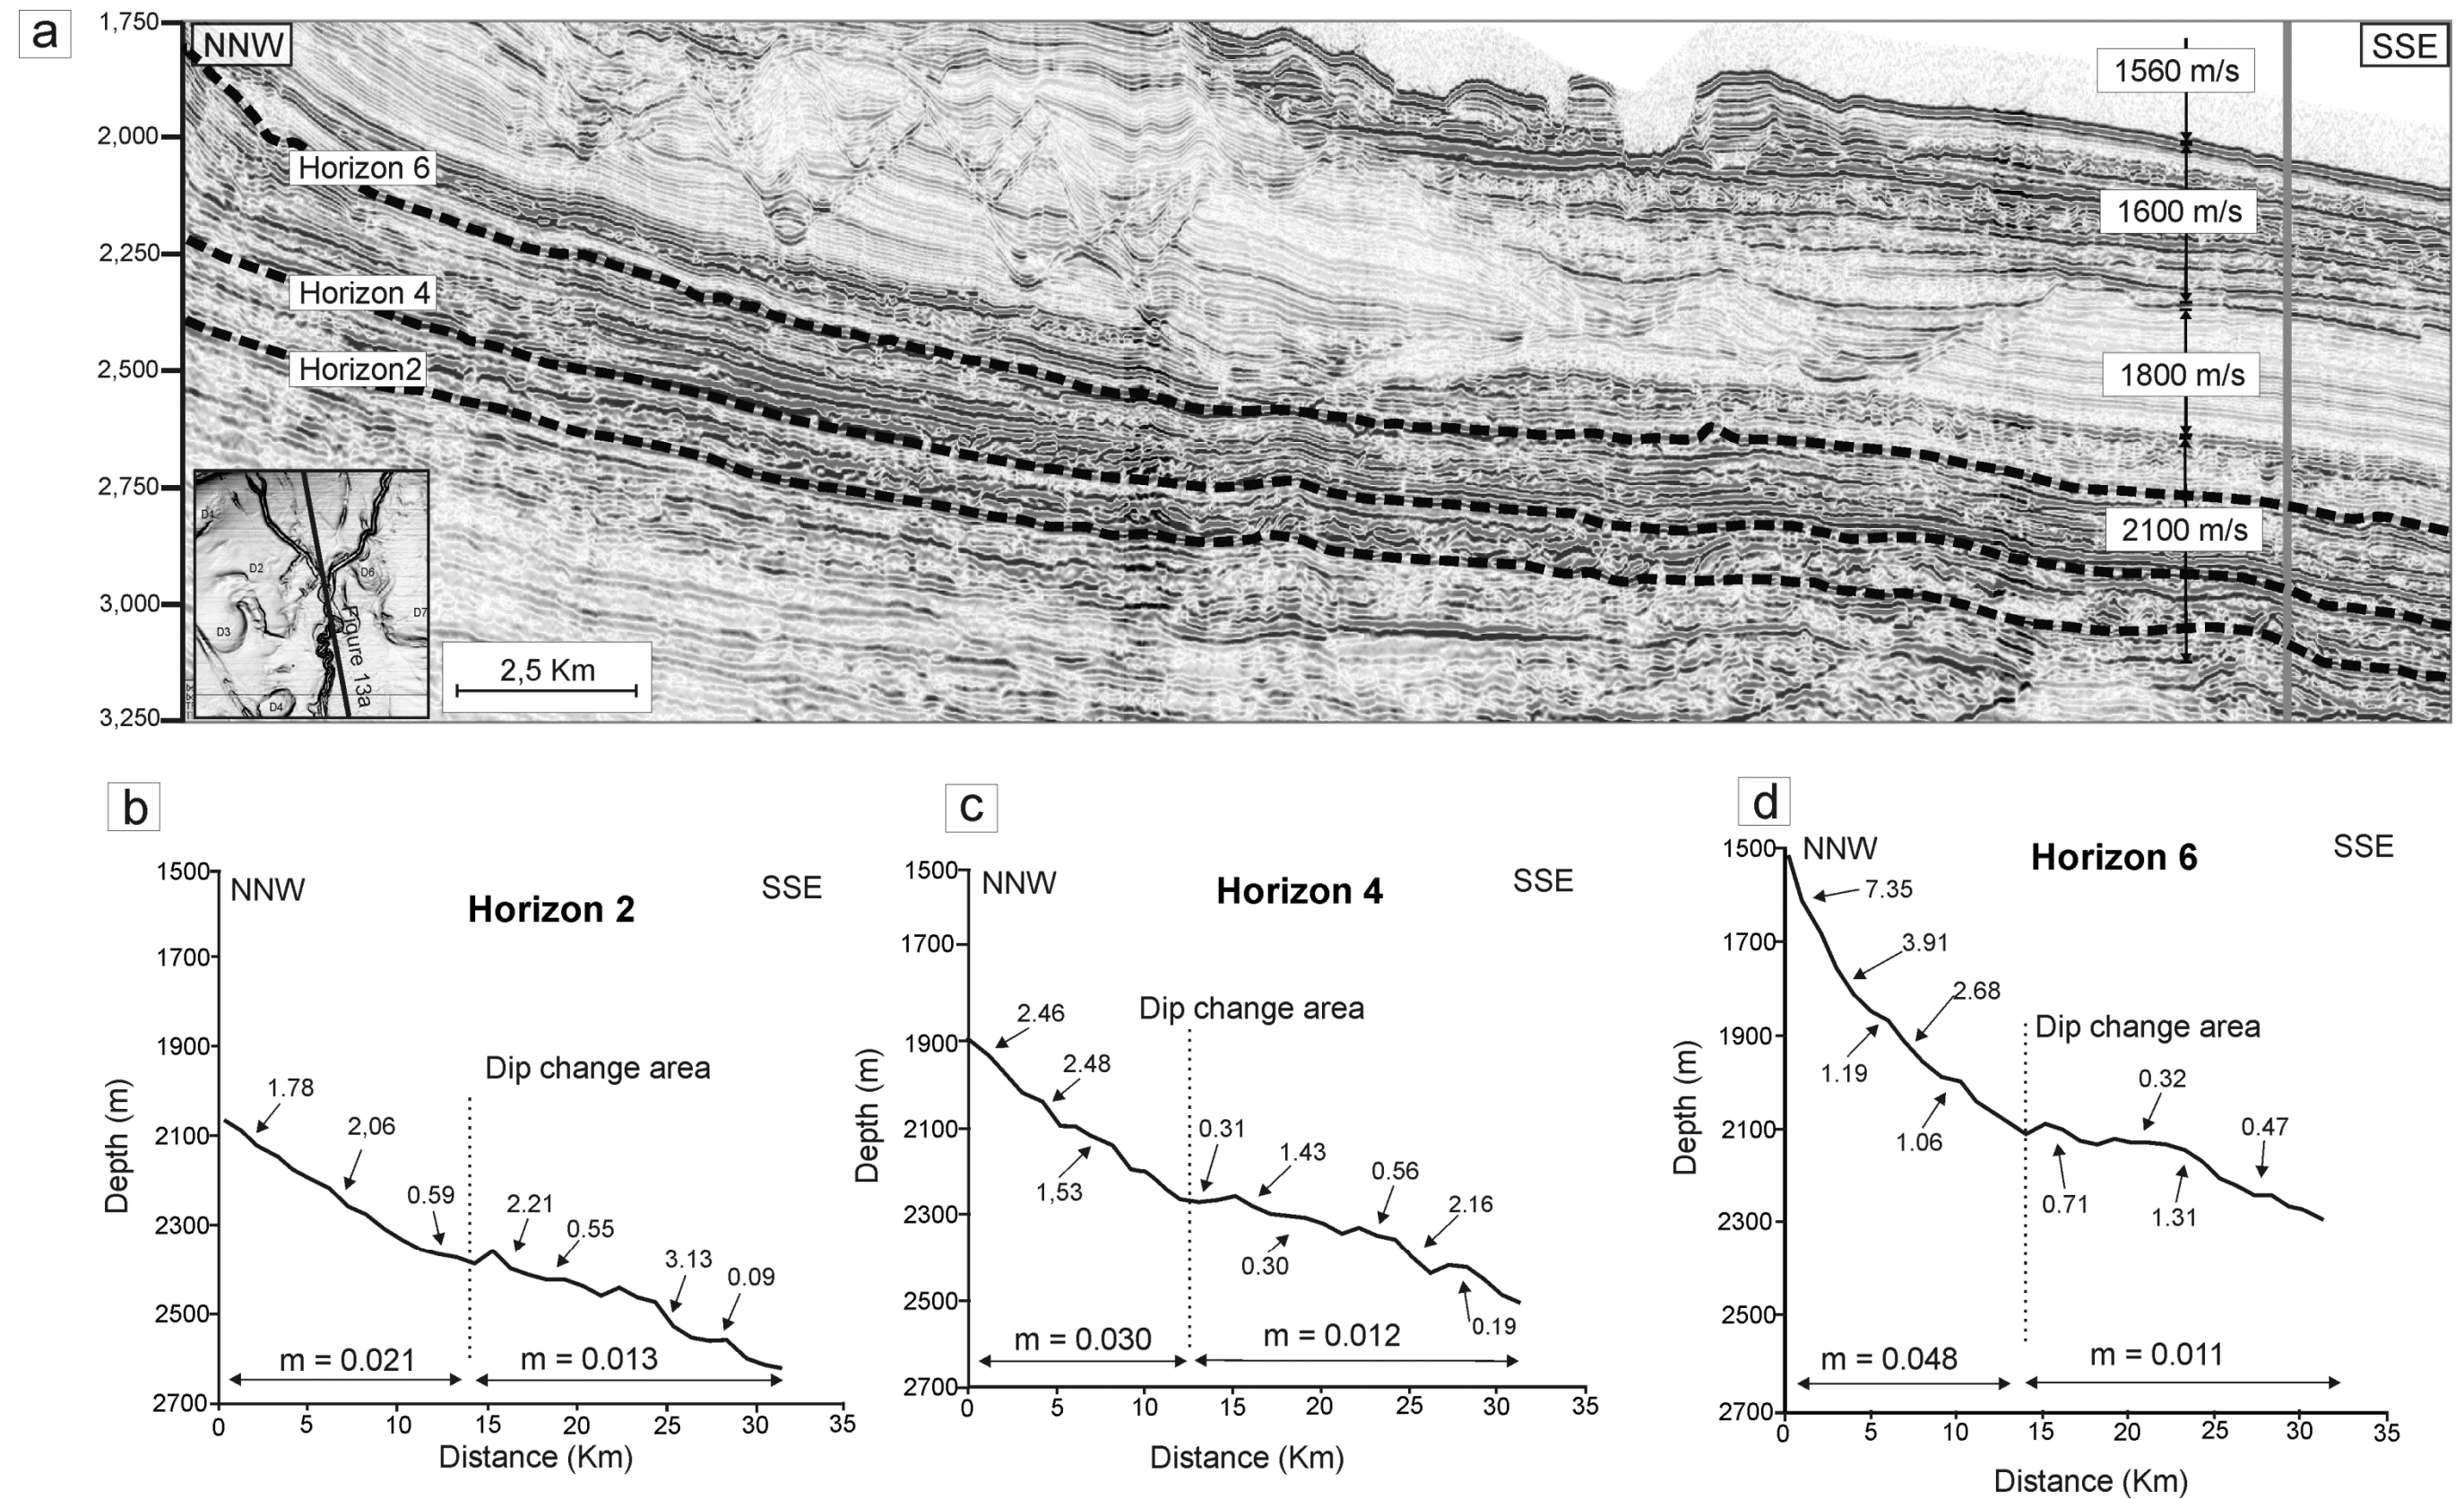 a
NNW
SSE
1,750
2,000
2,250
2,500
2,750
3,000
3,250
Horizon 6
Horizon 4
Horizon2
1560 m/s
1600 m/s
1800 m/s
2100 m/s
D1
D2
D3
D4
D6
D7
Figure 13a
2,5 Km
b
NNW
SSE
Horizon 2
Dip change area
1500
1700
1900
2100
2300
2500
2700
Depth (m)
1.78
2,06
0.59
2.21
0.55
3.13
0.09
m = 0.021
m = 0.013
0 5 10 15 20 25 30 35
Distance (Km)
c
NNW
SSE
Horizon 4
Dip change area
1500
1700
1900
2100
2300
2500
2700
Depth (m)
2.46
2.48
1,53
0.31
1.43
0.30
0.56
2.16
0.19
m = 0.030
m = 0.012
0 5 10 15 20 25 30 35
Distance (Km)
d
NNW
SSE
Horizon 6
Dip change area
1500
1700
1900
2100
2300
2500
2700
Depth (m)
7.35
3.91
2.68
1.19
1.06
0.32
0.71
1.31
0.47
m = 0.048
m = 0.011
0 5 10 15 20 25 30 35
Distance (Km)